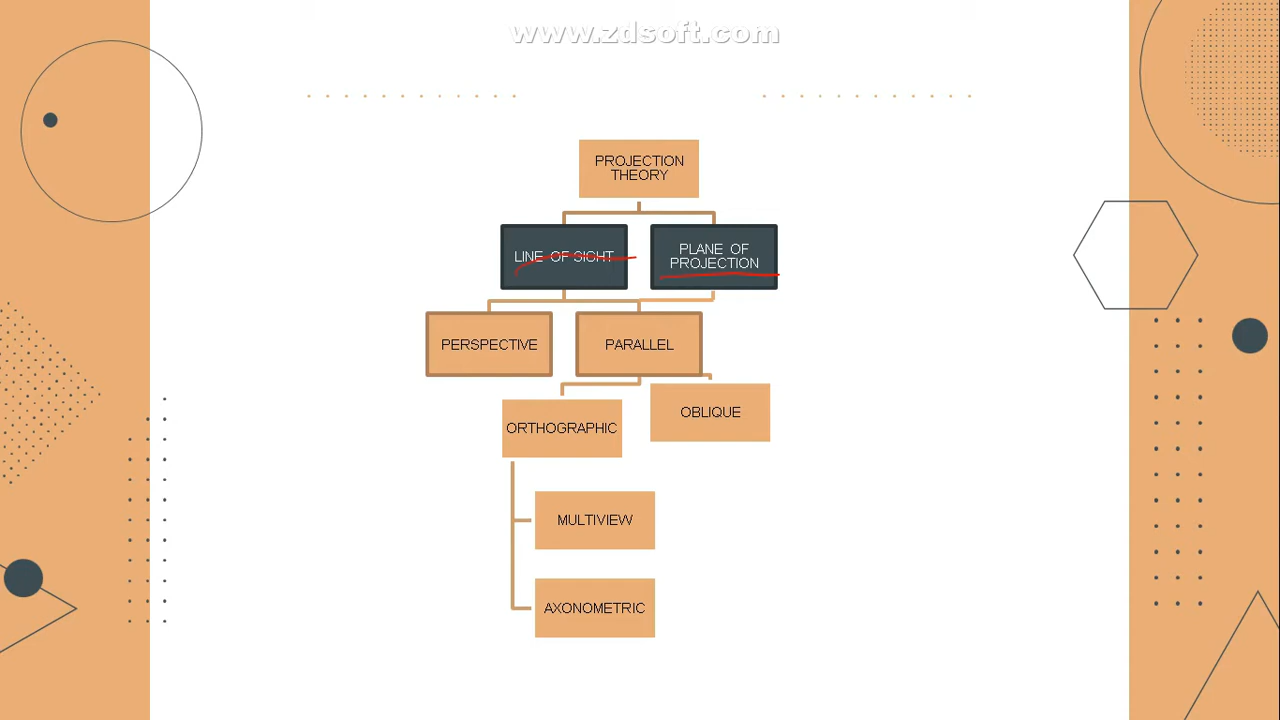 www.zdsoft.com
PROJECTION
THEORY
LINE OF SIGHT
PLANE OF
PROJECTION
PERSPECTIVE
PARALLEL
ORTHOGRAPHIC
OBLIQUE
MULTIVIEW
AXONOMETRIC